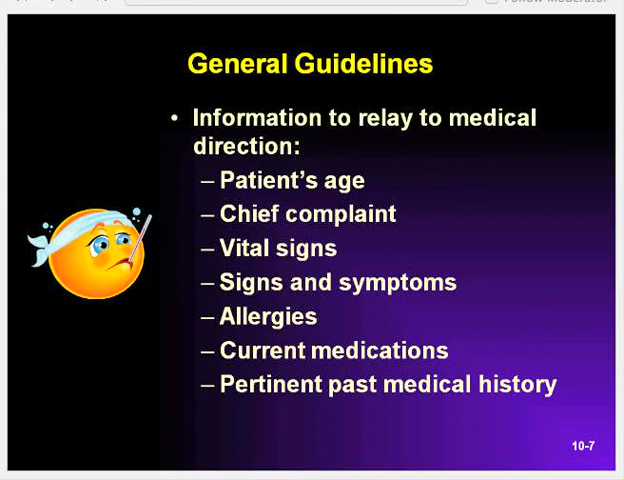 General Guidelines
• Information to relay to medical
direction:
– Patient's age
– Chief complaint
– Vital signs
– Signs and symptoms
– Allergies
– Current medications
– Pertinent past medical history
10-7